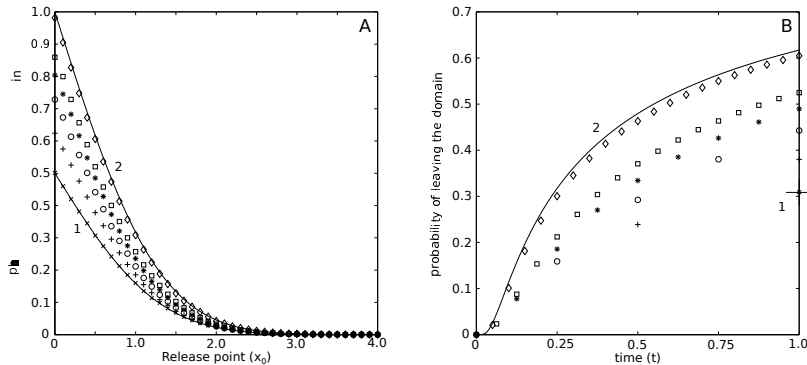 A
1.0
0.9
0.8
0.7
0.6
0.5
0.4
0.3
0.2
0.1
0
in
2
1
0 1.0 2.0 3.0 4.0
Release point (x₀)
B
0.7
0.6
0.5
0.4
0.3
0.2
0.1
0
probability of leaving the domain
2
1
0 0.25 0.50 0.75 1.0
time (t)